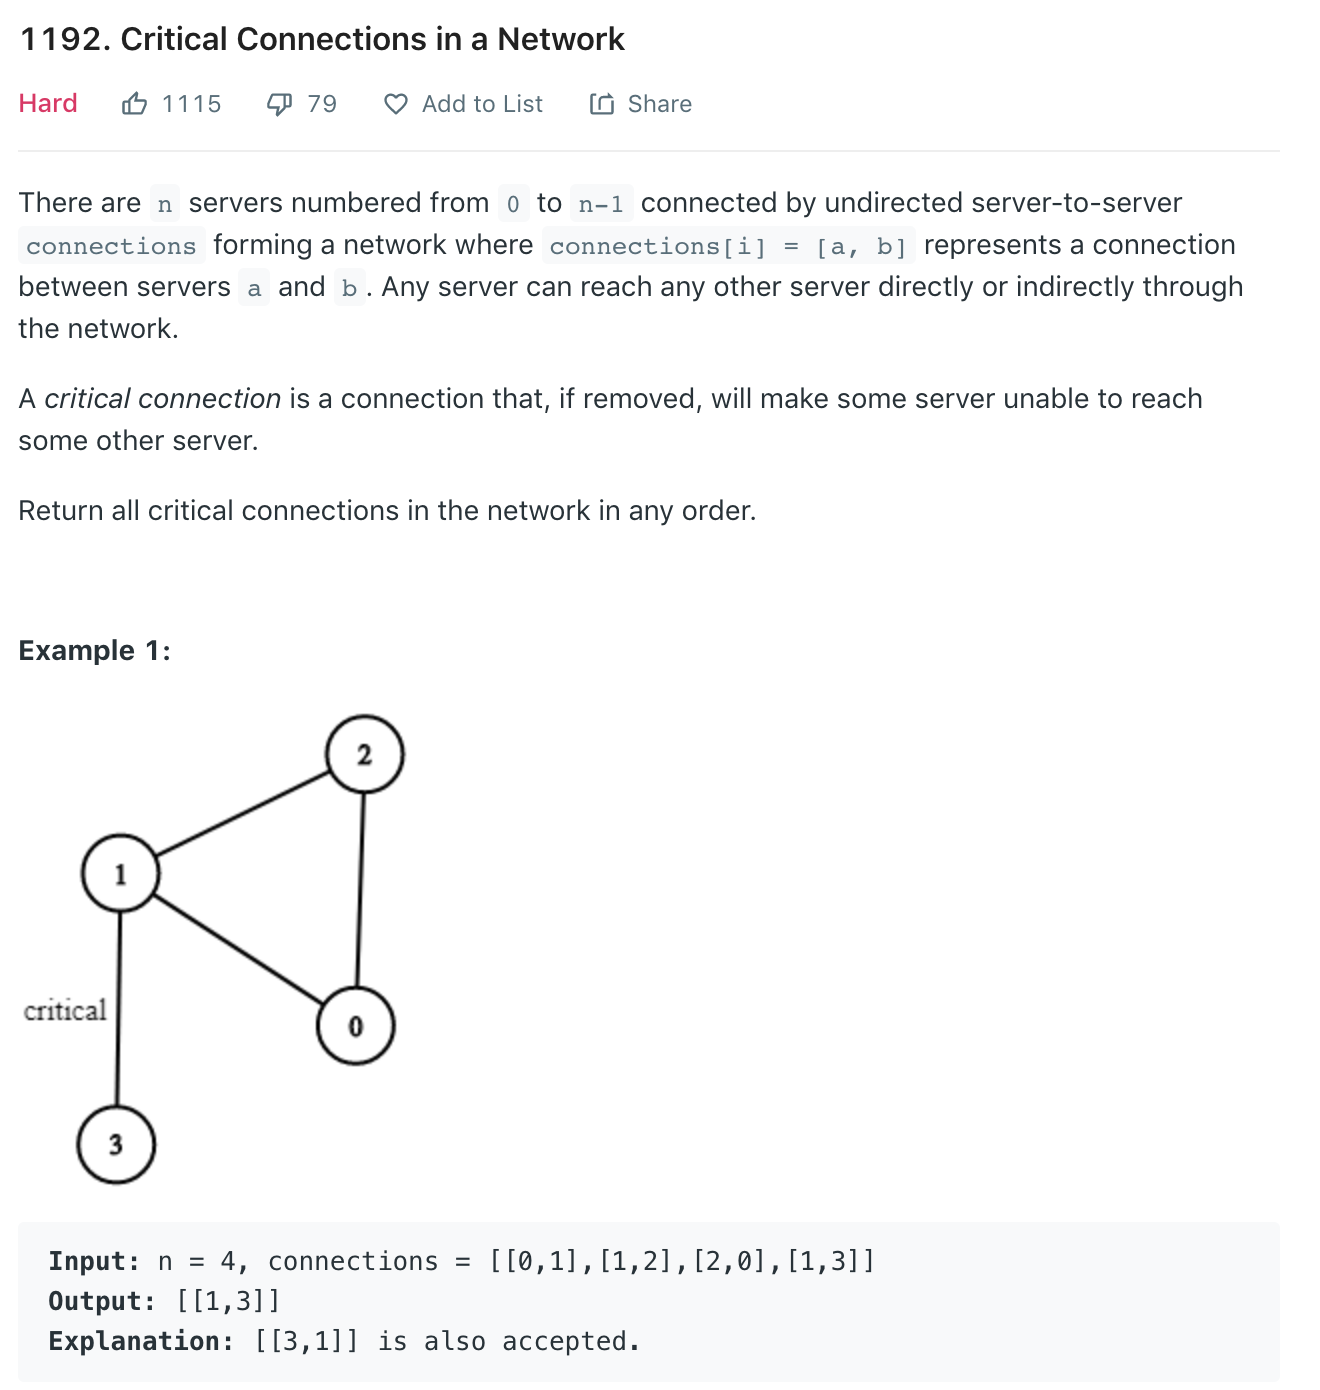 1192. Critical Connections in a Network
Hard 1115 79 Add to List Share
There are n servers numbered from 0 to n-1 connected by undirected server-to-server
connections forming a network where connections[i] = [a, b] represents a connection
between servers a and b. Any server can reach any other server directly or indirectly through
the network.
A critical connection is a connection that, if removed, will make some server unable to reach
some other server.
Return all critical connections in the network in any order.
Example 1:
2
1
critical
0
3
Input: n = 4, connections = [[0,1],[1,2],[2,0],[1,3]]
Output: [[1,3]]
Explanation: [[3,1]] is also accepted.